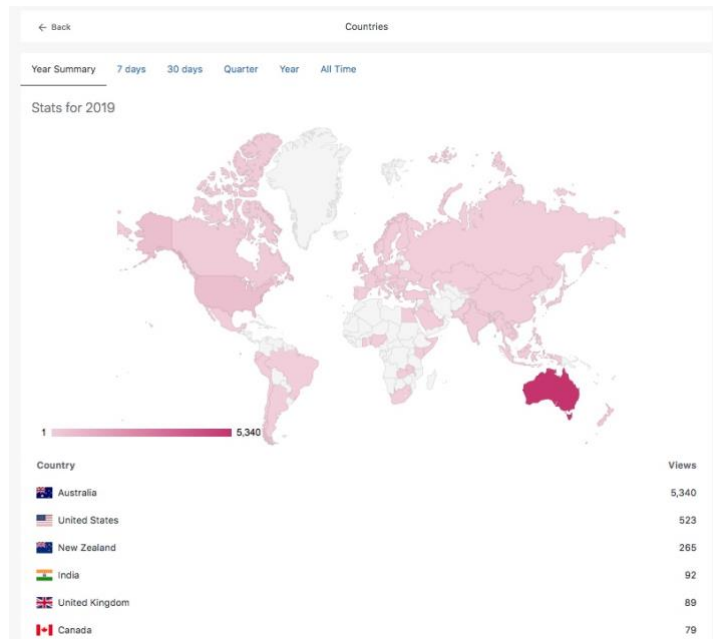 ← Back Countries
Year Summary 7 days 30 days Quarter Year All Time
Stats for 2019
1 5,340
Country Views
Australia 5,340
United States 523
New Zealand 265
India 92
United Kingdom 89
Canada 79